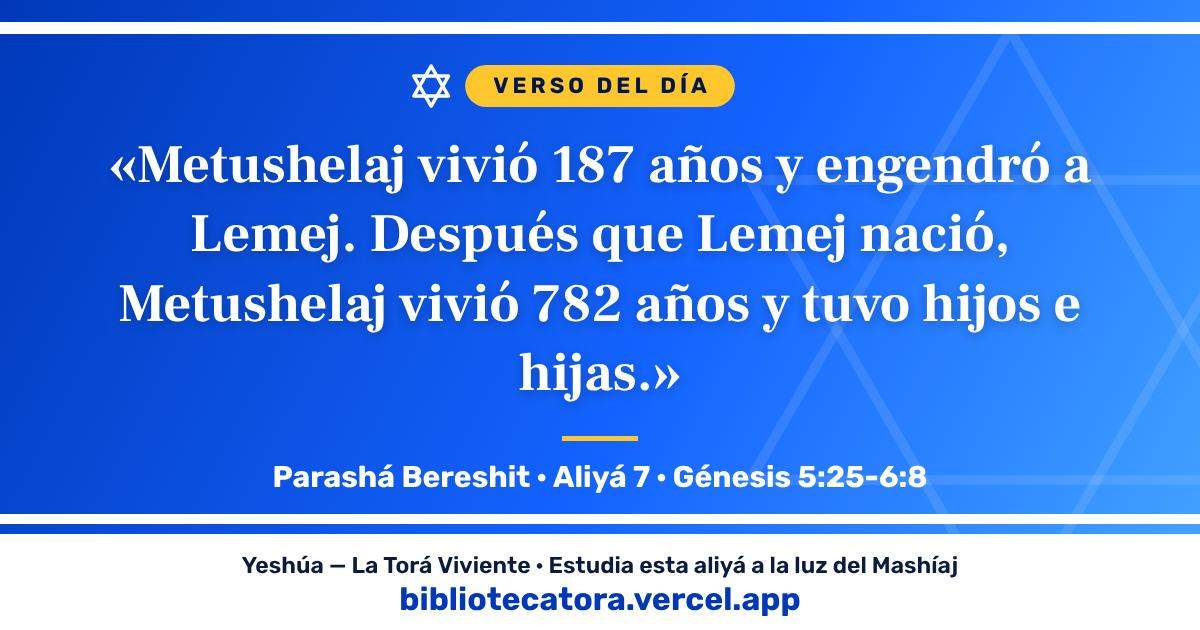 VERSO DEL DÍA
«Metushelaj vivió 187 años y engendró a
Lemej. Después que Lemej nació,
Metushelaj vivió 782 años y tuvo hijos e
hijas.»
Parashá Bereshit • Aliyá 7 • Génesis 5:25-6:8
Yeshúa — La Torá Viviente • Estudia esta aliyá a la luz del Mashíaj
bibliotecatora.vercel.app